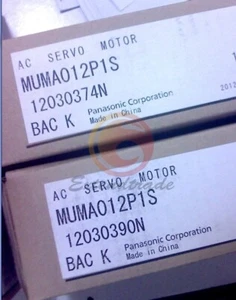 AC SERVO MOTOR
MUMA012P1S
12030374N
BAC K
Panasonic Corporation
Made in China
2012
AC SERVO MOTOR
MUMA012P1S
12030390N
BAC K
Panasonic Corporation
Made in China